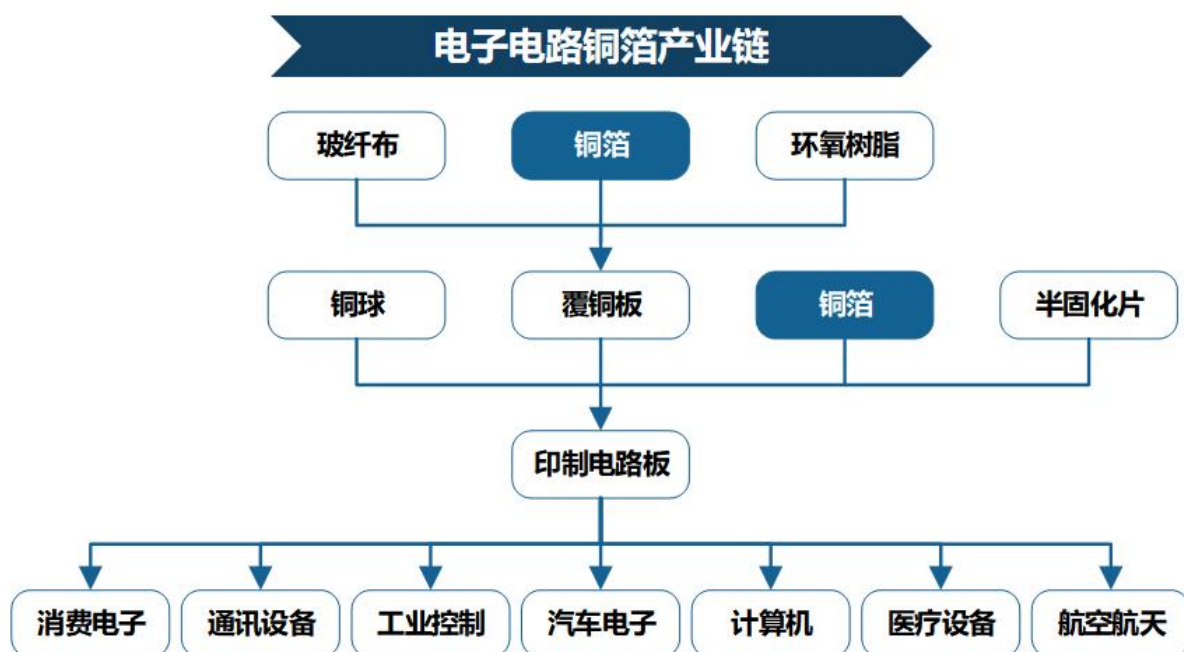 电子电路铜箔产业链
玻纤布 铜箔 环氧树脂
铜球 覆铜板 铜箔 半固化片
印制电路板
消费电子 通讯设备 工业控制 汽车电子 计算机 医疗设备 航空航天